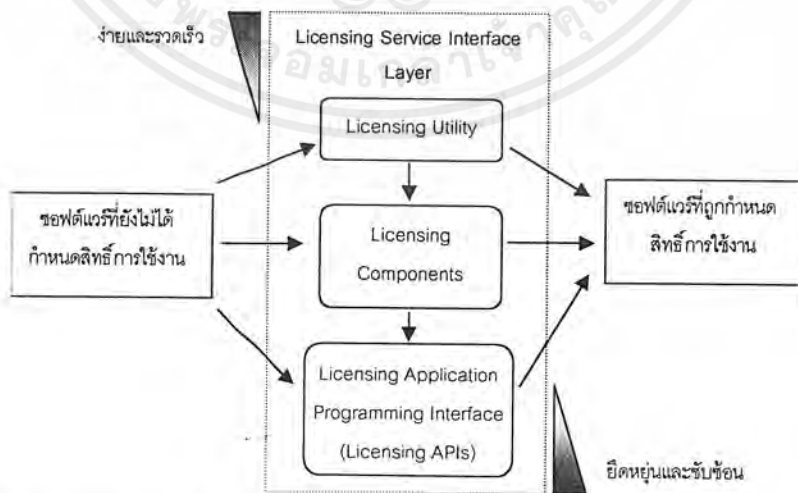 ง่ายและรวดเร็ว
Licensing Service Interface
Layer
Licensing Utility
ซอฟต์แวร์ที่ยังไม่ได้
กำหนดสิทธิ์การใช้งาน
Licensing
Components
ซอฟต์แวร์ที่ถูกกำหนด
สิทธิ์การใช้งาน
Licensing Application
Programming Interface
(Licensing APIs)
ยืดหยุ่นและซับซ้อน